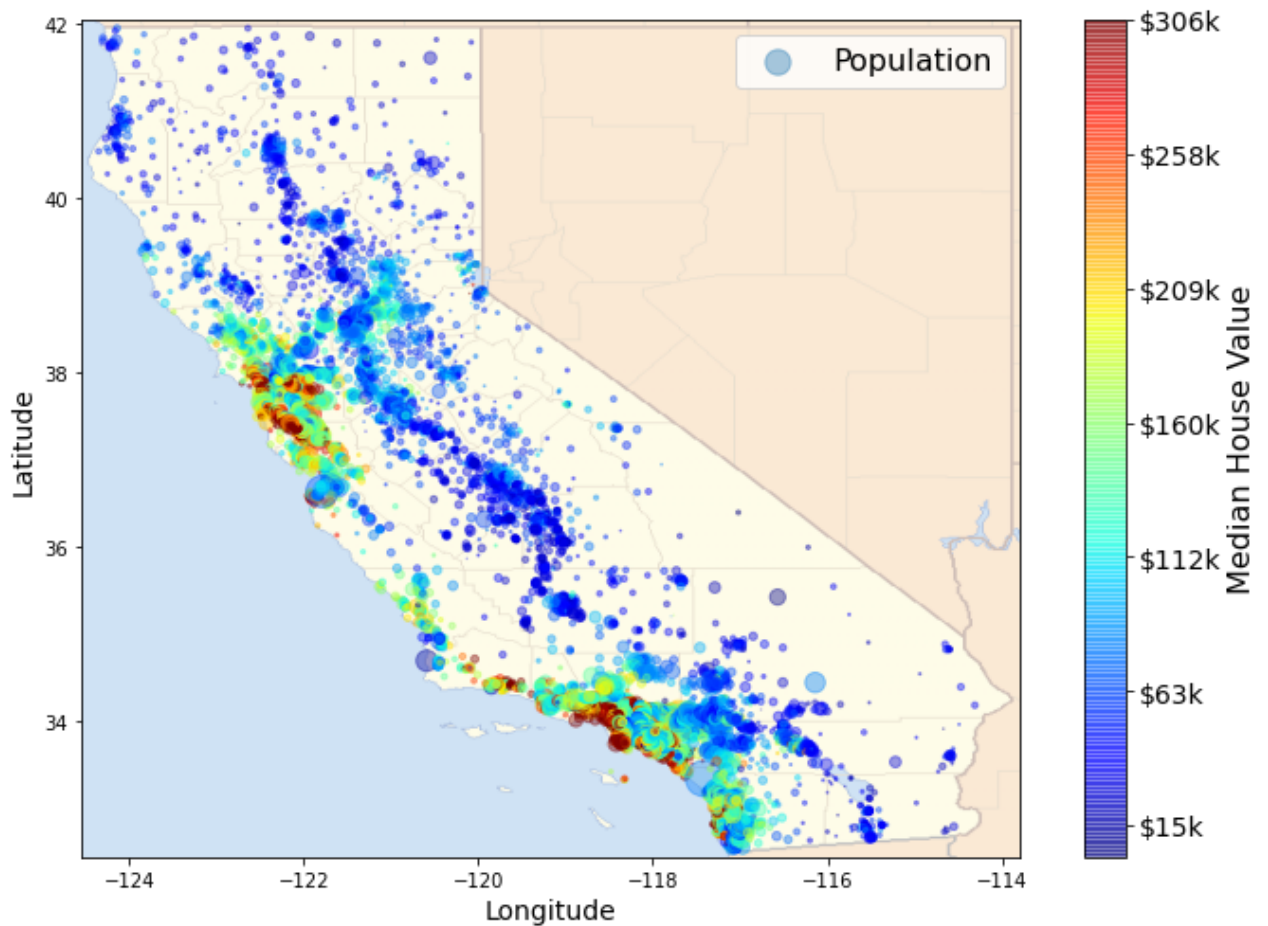 42
40
38
36
34
Latitude
−124
−122
−120
−118
−116
−114
Longitude
Population
$306k
$258k
$209k
$160k
$112k
$63k
$15k
Median House Value